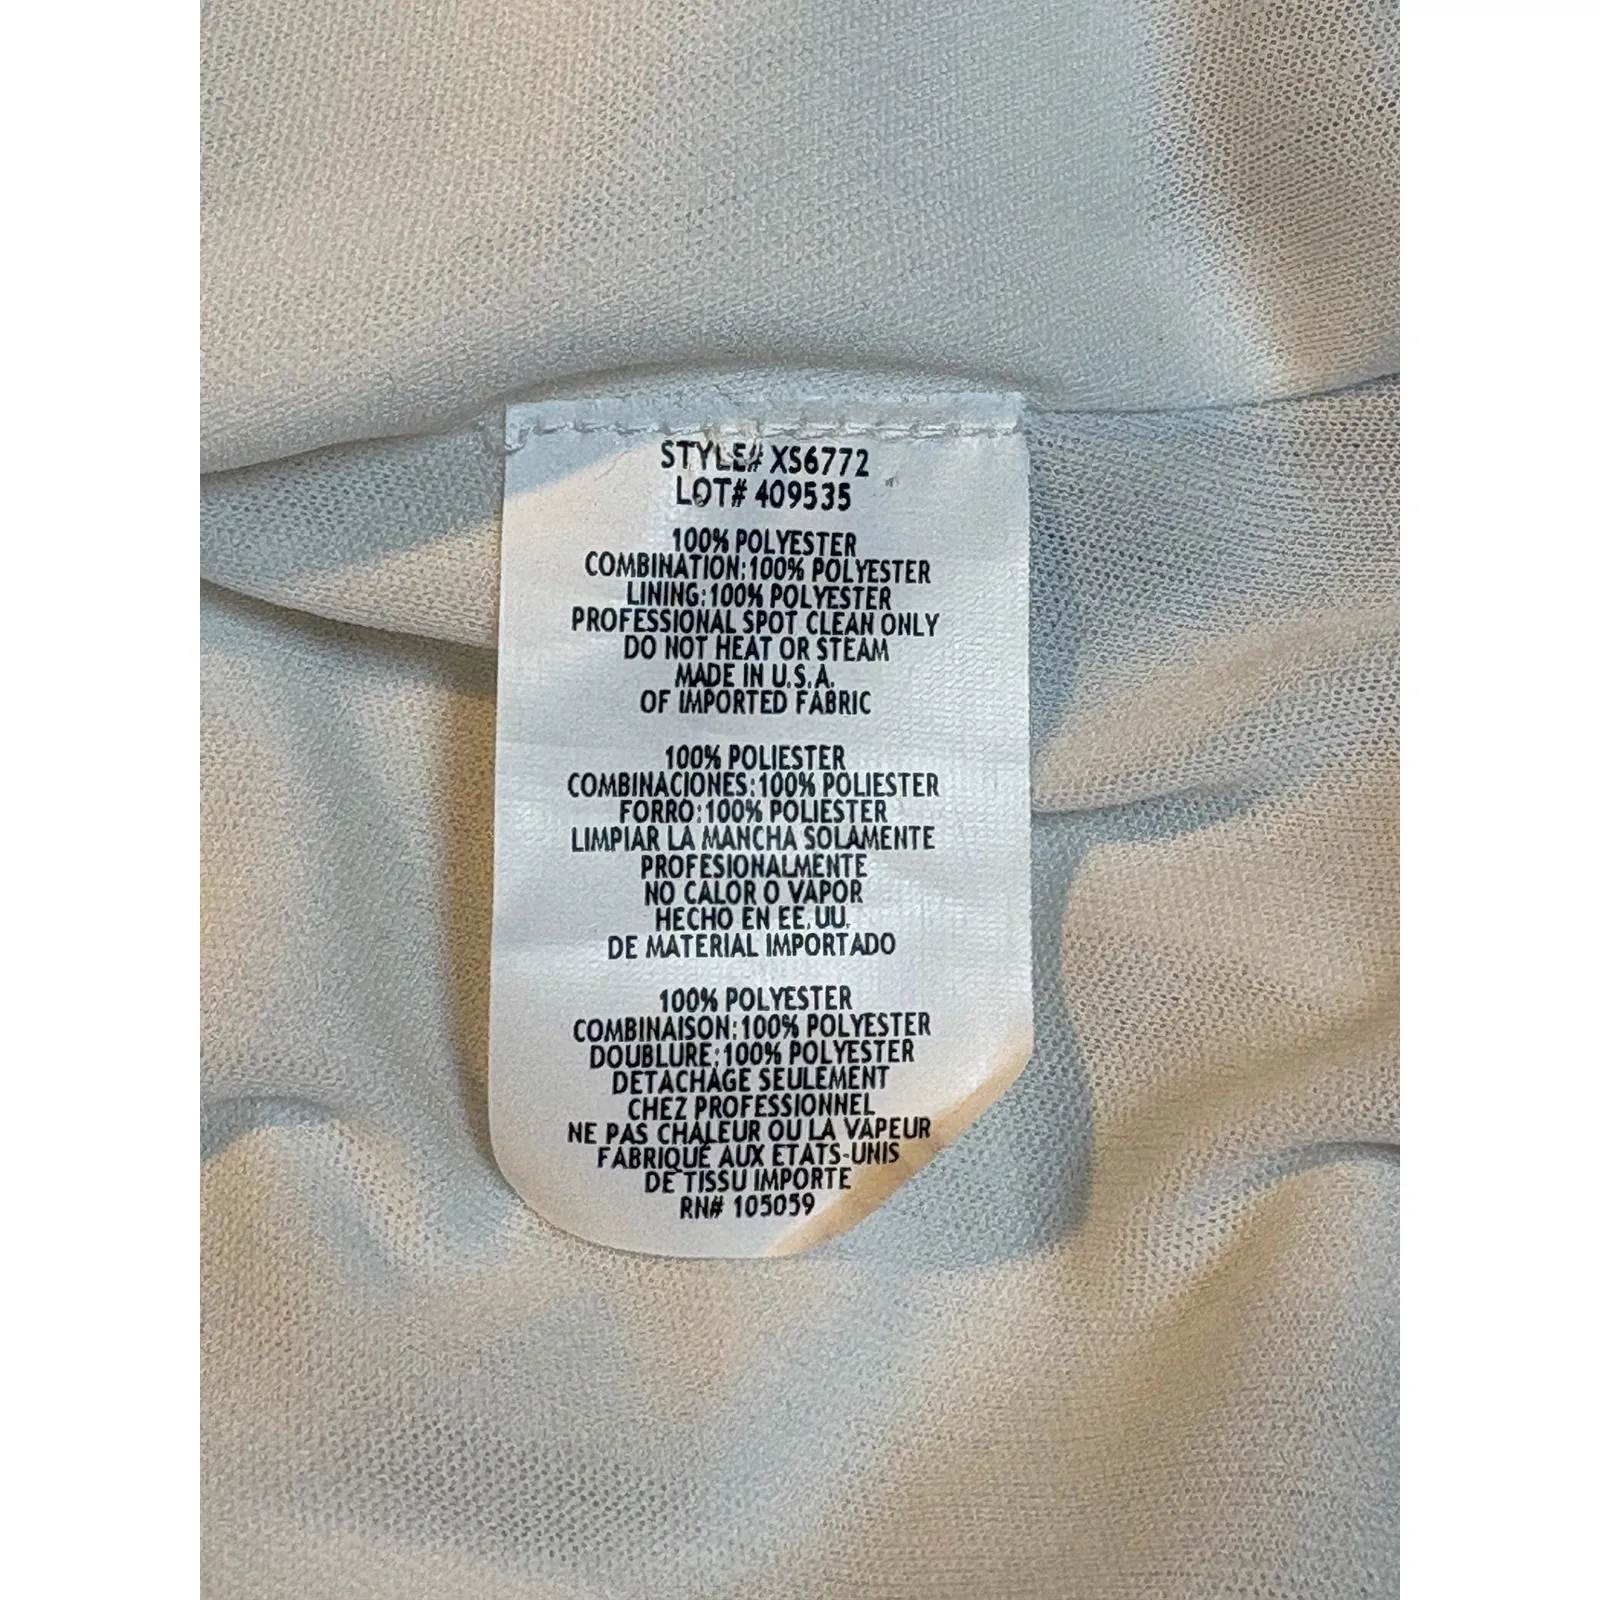 STYLE# XS6772
LOT# 409535
100% POLYESTER
COMBINATION:100% POLYESTER
LINING:100% POLYESTER
PROFESSIONAL SPOT CLEAN ONLY
DO NOT HEAT OR STEAM
MADE IN U.S.A.
OF IMPORTED FABRIC
100% POLIESTER
COMBINACIONES:100% POLIESTER
FORRO:100% POLIESTER
LIMPIAR LA MANCHA SOLAMENTE
PROFESIONALMENTE
NO CALOR O VAPOR
HECHO EN EE.UU.
DE MATERIAL IMPORTADO
100% POLYESTER
COMBINAISON:100% POLYESTER
DOUBLURE:100% POLYESTER
DETACHAGE SEULEMENT
CHEZ PROFESSIONNEL
NE PAS CHALEUR OU LA VAPEUR
FABRIQUÉ AUX ETATS-UNIS
DE TISSU IMPORTE
RN# 105059